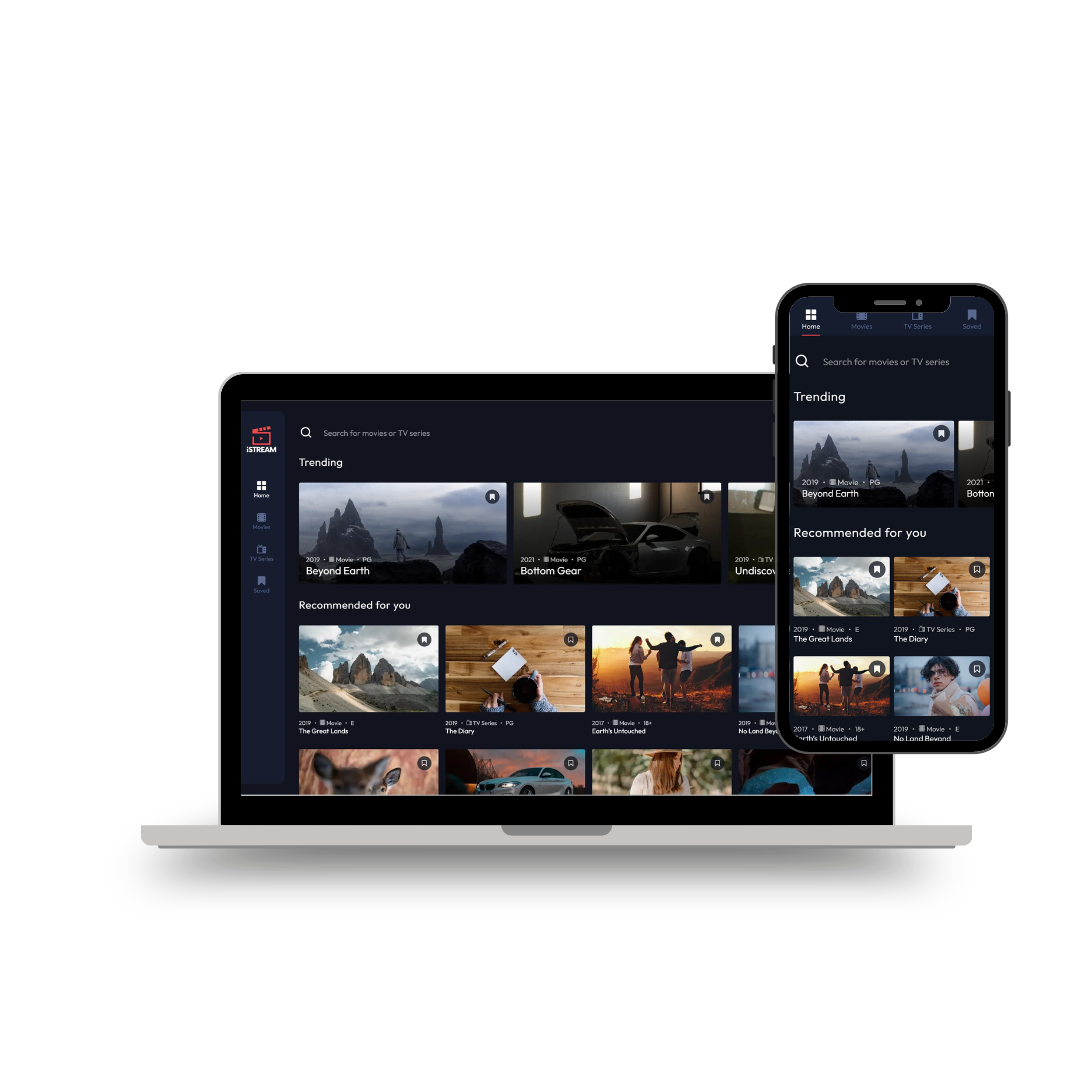 iSTREAM
Home
Movies
TV Series
Saved
Search for movies or TV series
Trending
2019 • Movie • PG
Beyond Earth
2021 • Movie • PG
Bottom Gear
2019 • TV
Undiscov
Recommended for you
2019 • Movie • E
The Great Lands
2019 • TV Series • PG
The Diary
2017 • Movie • 18+
Earth's Untouched
2019 • Mov
No Land Bey
Home
Movies
TV Series
Saved
Search for movies or TV series
Trending
2019 • Movie • PG
Beyond Earth
2021 •
Botton
Recommended for you
2019 • Movie • E
The Great Lands
2019 • TV Series • PG
The Diary
2017 • Movie • 18+
Earth's Untouched
2019 • Movie • E
No Land Beyond